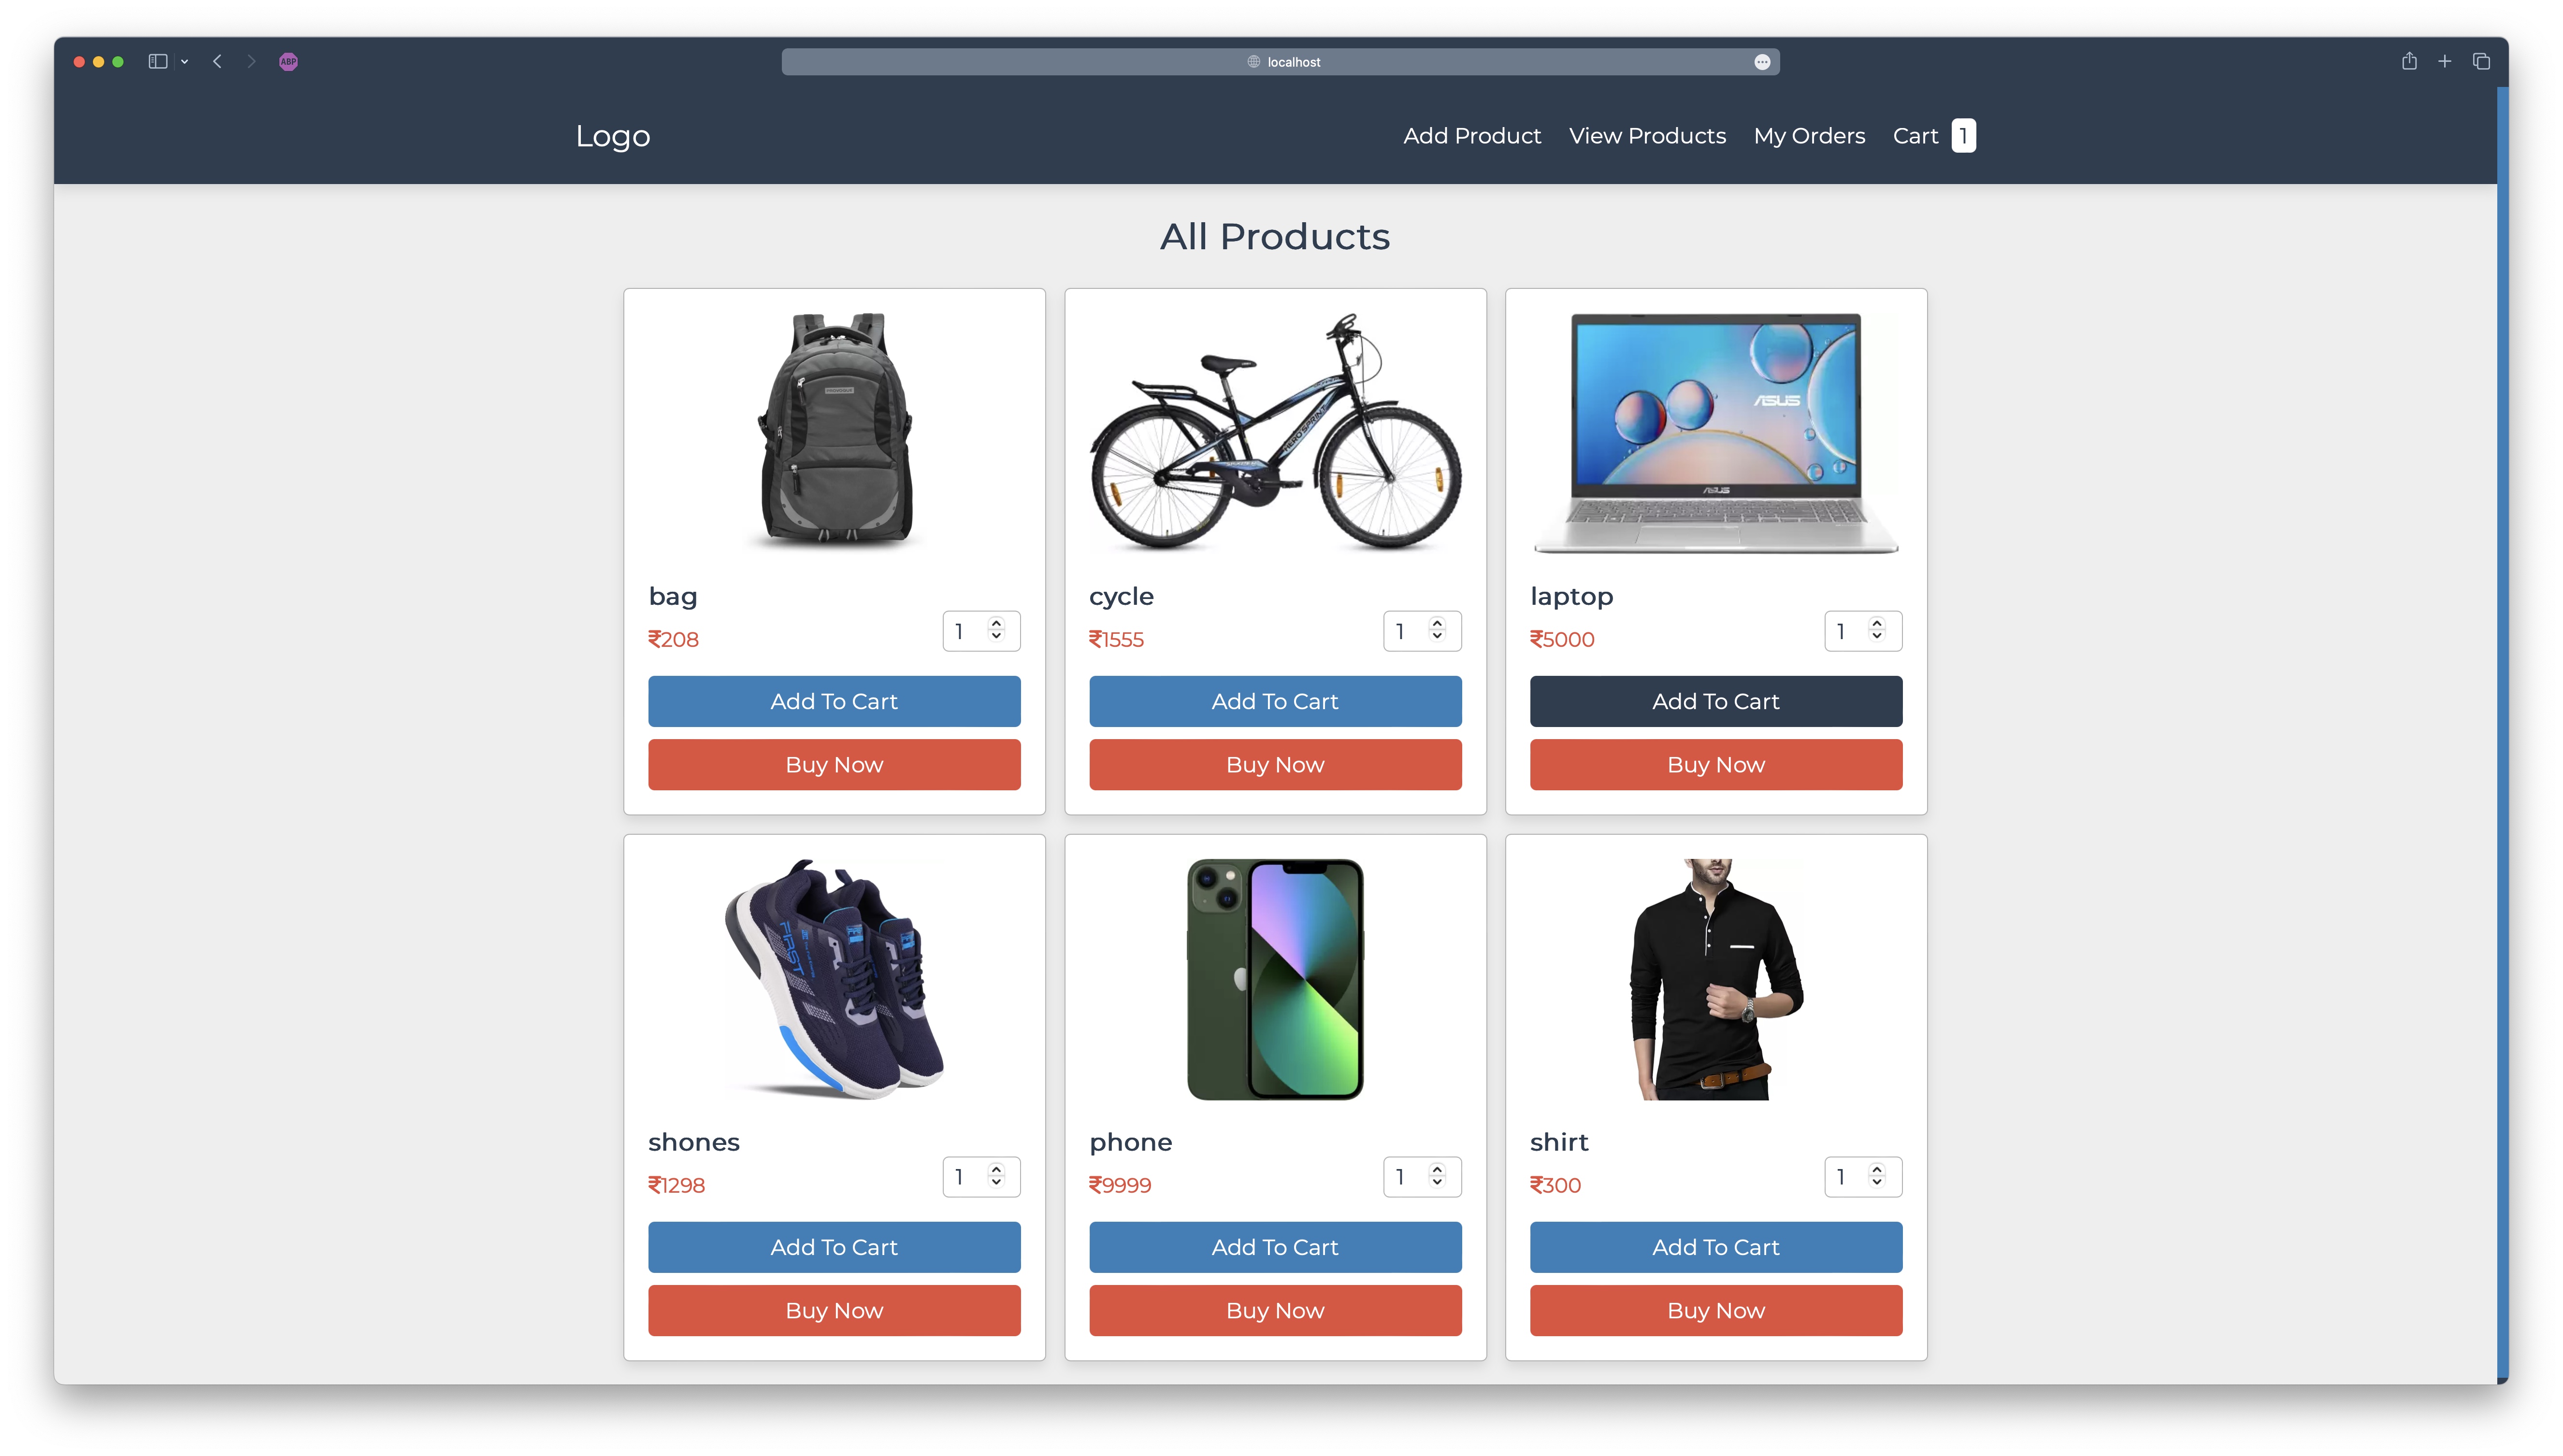 ABP
localhost
Logo
Add Product View Products My Orders Cart 1
All Products
ASUS
ASUS
bag
₹208
1
Add To Cart
Buy Now
cycle
₹1555
1
Add To Cart
Buy Now
laptop
₹5000
1
Add To Cart
Buy Now
FIRST
shones
₹1298
1
Add To Cart
Buy Now
phone
₹9999
1
Add To Cart
Buy Now
shirt
₹300
1
Add To Cart
Buy Now